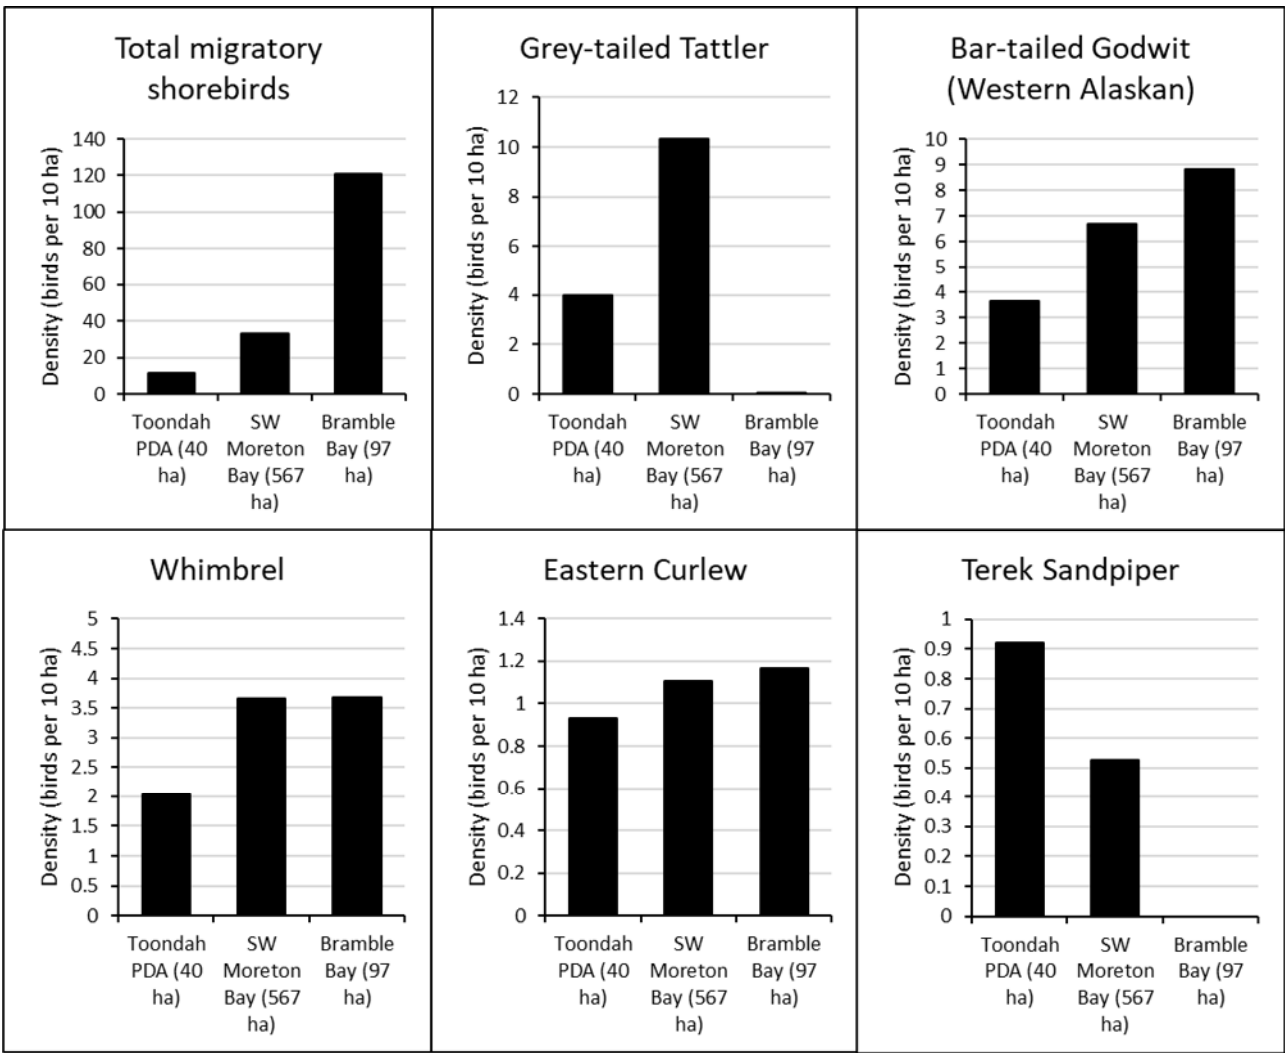 Total migratory
shorebirds
Density (birds per 10 ha)
140
120
100
80
60
40
20
0
Toondah
PDA (40
ha)
SW
Moreton
Bay (567
ha)
Bramble
Bay (97
ha)
Grey-tailed Tattler
Density (birds per 10 ha)
12
10
8
6
4
2
0
Toondah
PDA (40
ha)
SW
Moreton
Bay (567
ha)
Bramble
Bay (97
ha)
Bar-tailed Godwit
(Western Alaskan)
Density (birds per 10 ha)
10
9
8
7
6
5
4
3
2
1
0
Toondah
PDA (40
ha)
SW
Moreton
Bay (567
ha)
Bramble
Bay (97
ha)
Whimbrel
Density (birds per 10 ha)
5
4.5
4
3.5
3
2.5
2
1.5
1
0.5
0
Toondah
PDA (40
ha)
SW
Moreton
Bay (567
ha)
Bramble
Bay (97
ha)
Eastern Curlew
Density (birds per 10 ha)
1.4
1.2
1
0.8
0.6
0.4
0.2
0
Toondah
PDA (40
ha)
SW
Moreton
Bay (567
ha)
Bramble
Bay (97
ha)
Terek Sandpiper
Density (birds per 10 ha)
1
0.9
0.8
0.7
0.6
0.5
0.4
0.3
0.2
0.1
0
Toondah
PDA (40
ha)
SW
Moreton
Bay (567
ha)
Bramble
Bay (97
ha)